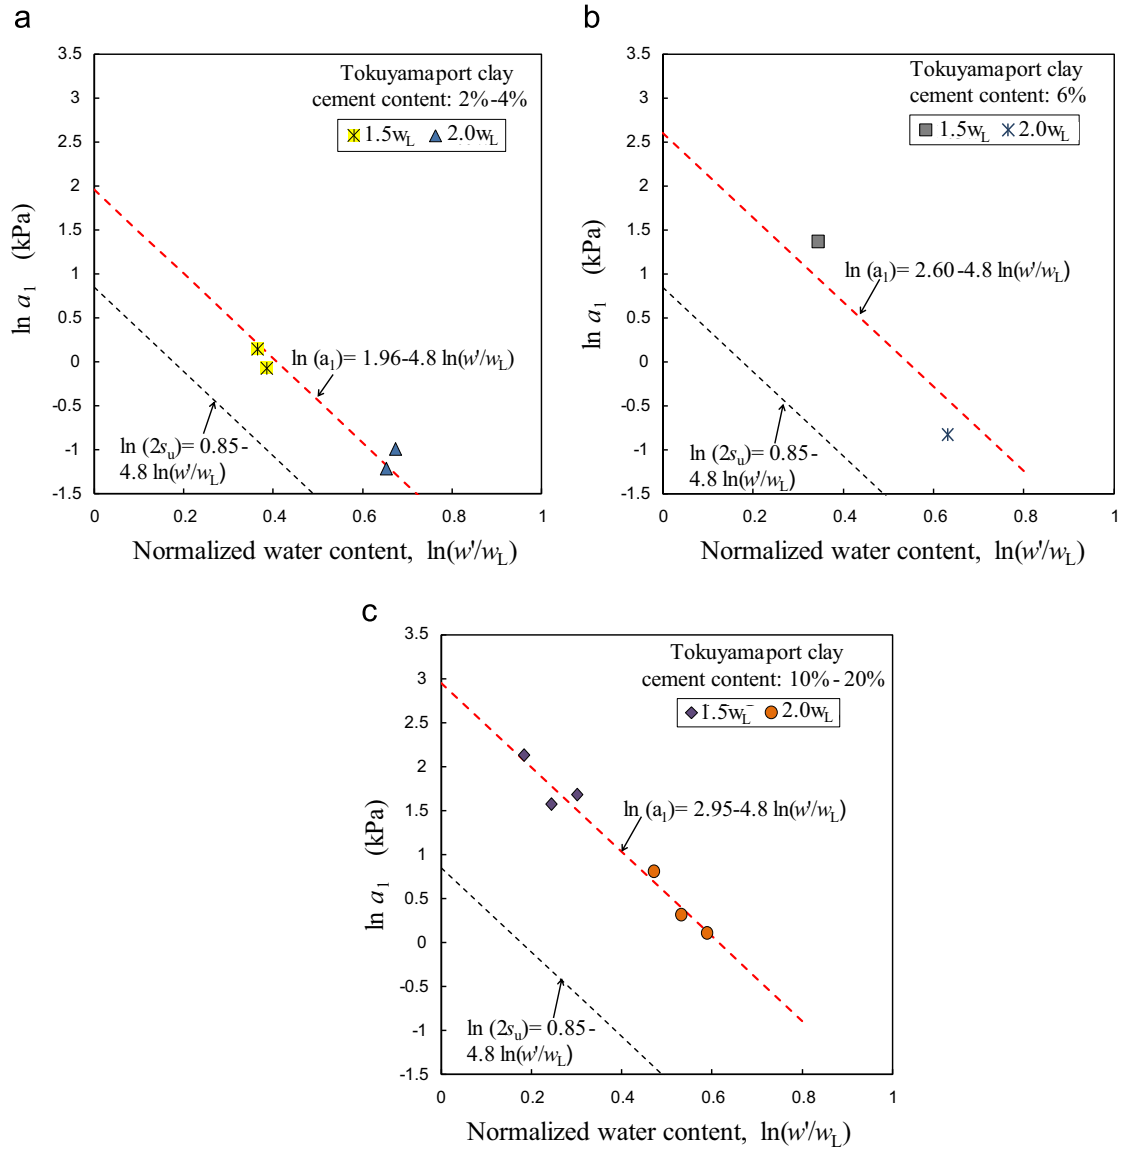 a
3.5
3
2.5
2
1.5
1
0.5
0
-0.5
-1
-1.5
ln a₁ (kPa)
Tokuyamaport clay
cement content: 2%-4%
1.5wL 2.0wL
ln (a₁)= 1.96-4.8 ln(w'/wL)
ln (2su)= 0.85-
4.8 ln(w'/wL)
0 0.2 0.4 0.6 0.8 1
Normalized water content, ln(w'/wL)
b
3.5
3
2.5
2
1.5
1
0.5
0
-0.5
-1
-1.5
ln a₁ (kPa)
Tokuyamaport clay
cement content: 6%
1.5wL 2.0wL
ln (a₁)= 2.60-4.8 ln(w'/wL)
ln (2su)= 0.85-
4.8 ln(w'/wL)
0 0.2 0.4 0.6 0.8 1
Normalized water content, ln(w'/wL)
c
3.5
3
2.5
2
1.5
1
0.5
0
-0.5
-1
-1.5
ln a₁ (kPa)
Tokuyamaport clay
cement content: 10%-20%
1.5wL 2.0wL
ln (a₁)= 2.95-4.8 ln(w'/wL)
ln (2su)= 0.85-
4.8 ln(w'/wL)
0 0.2 0.4 0.6 0.8 1
Normalized water content, ln(w'/wL)